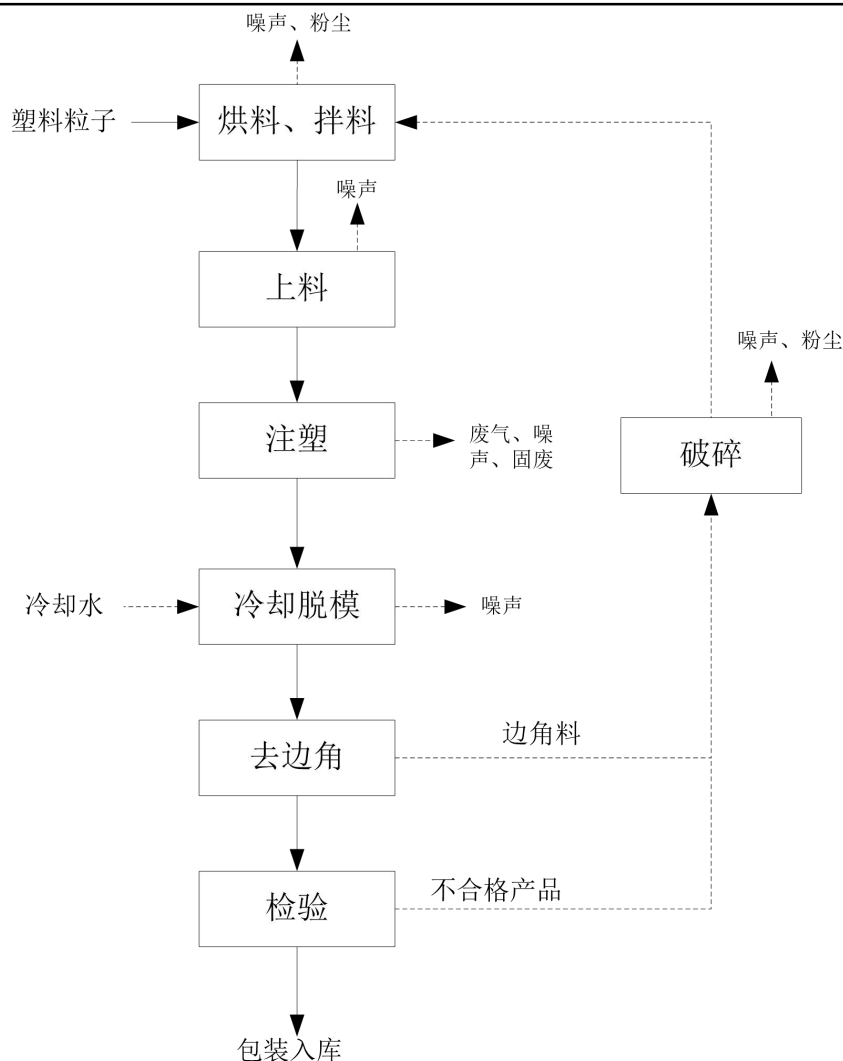 噪声、粉尘
塑料粒子
烘料、拌料
噪声
上料
噪声、粉尘
注塑
废气、噪
声、固废
破碎
冷却水
冷却脱模
噪声
去边角
边角料
检验
不合格产品
包装入库